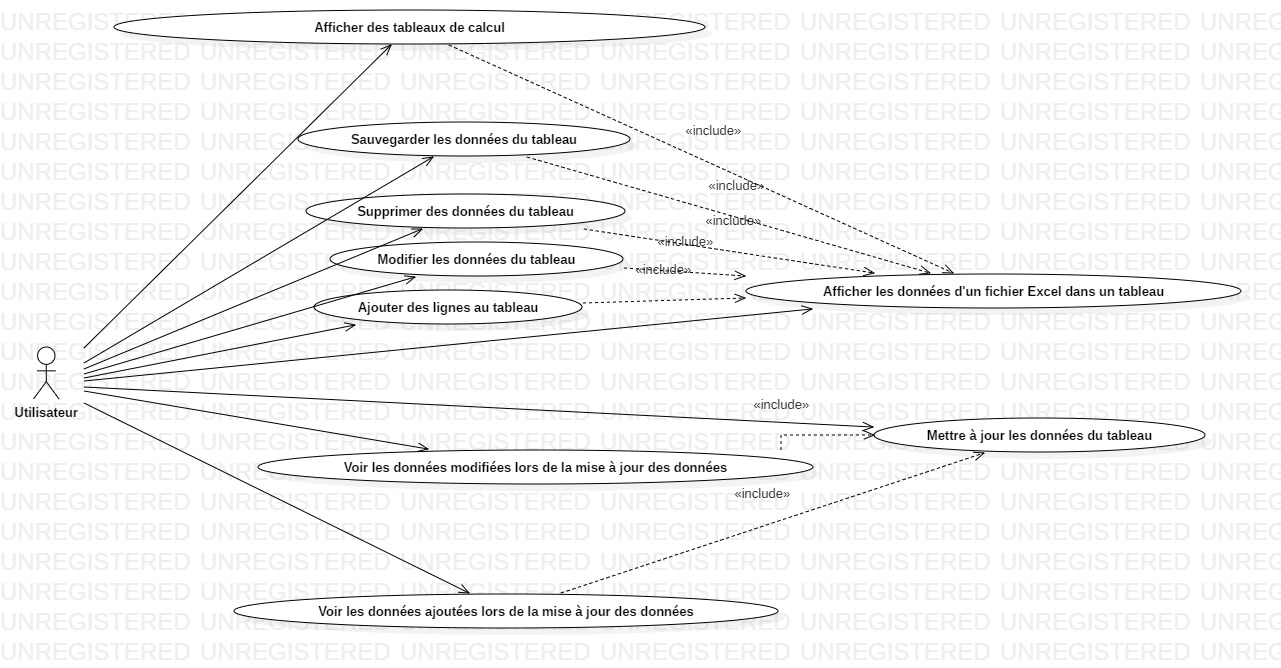 UNREGISTERED UNREGISTERED UNREGISTERED UNREGISTERED UNREGISTERED UNREGISTERED
Afficher des tableaux de calcul
«include»
Sauvegarder les données du tableau
«include»
Supprimer des données du tableau
«include»
«include»
Modifier les données du tableau
«include»
Afficher les données d'un fichier Excel dans un tableau
Ajouter des lignes au tableau
Utilisateur
«include»
Mettre à jour les données du tableau
Voir les données modifiées lors de la mise à jour des données
«include»
Voir les données ajoutées lors de la mise à jour des données